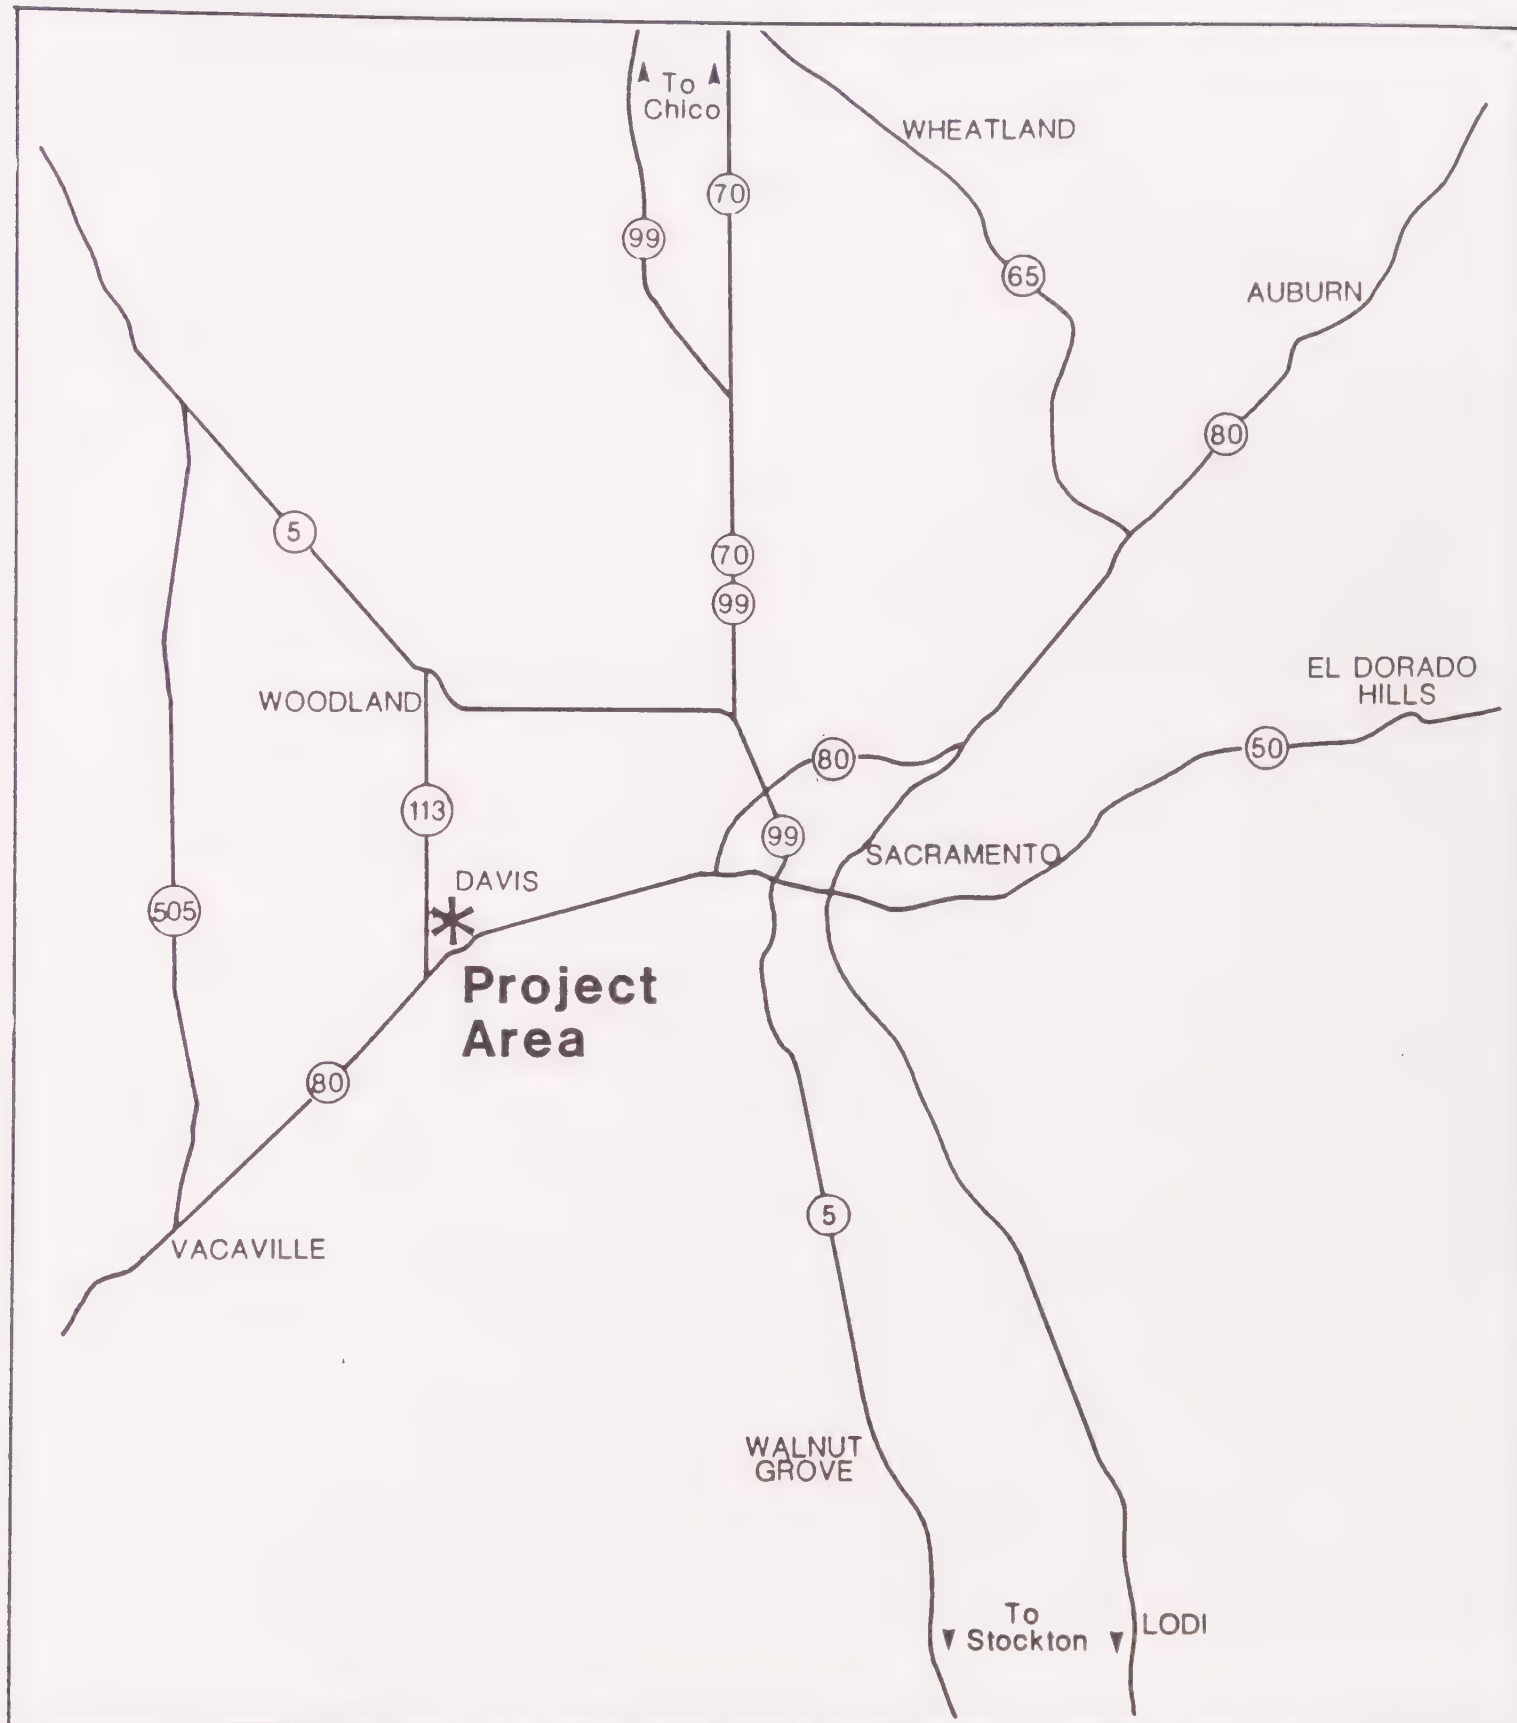 To
Chico
WHEATLAND
70
99
65
AUBURN
80
5
70
99
EL DORADO
HILLS
WOODLAND
50
80
113
99
SACRAMENTO
DAVIS
505
Project
Area
80
5
VACAVILLE
WALNUT
GROVE
To
Stockton
LODI